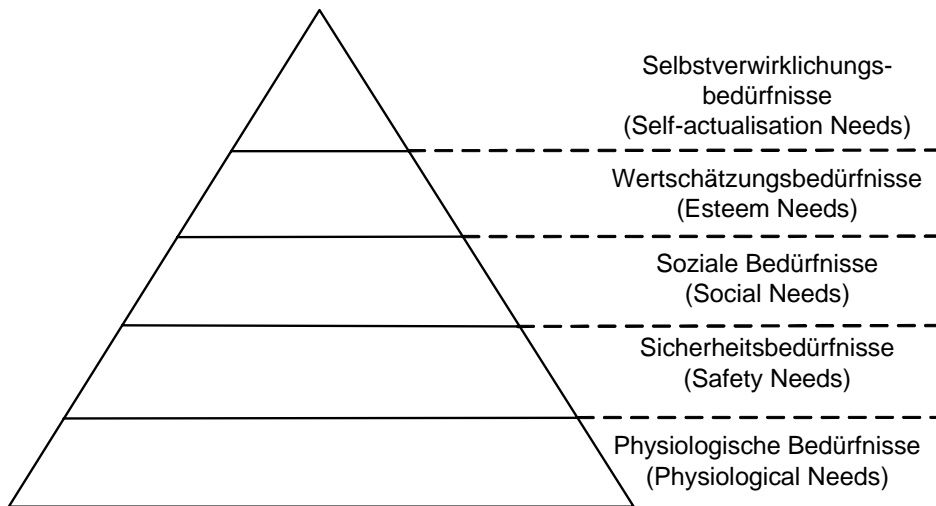 Selbstverwirklichungs-
bedürfnisse
(Self-actualisation Needs)
Wertschätzungsbedürfnisse
(Esteem Needs)
Soziale Bedürfnisse
(Social Needs)
Sicherheitsbedürfnisse
(Safety Needs)
Physiologische Bedürfnisse
(Physiological Needs)